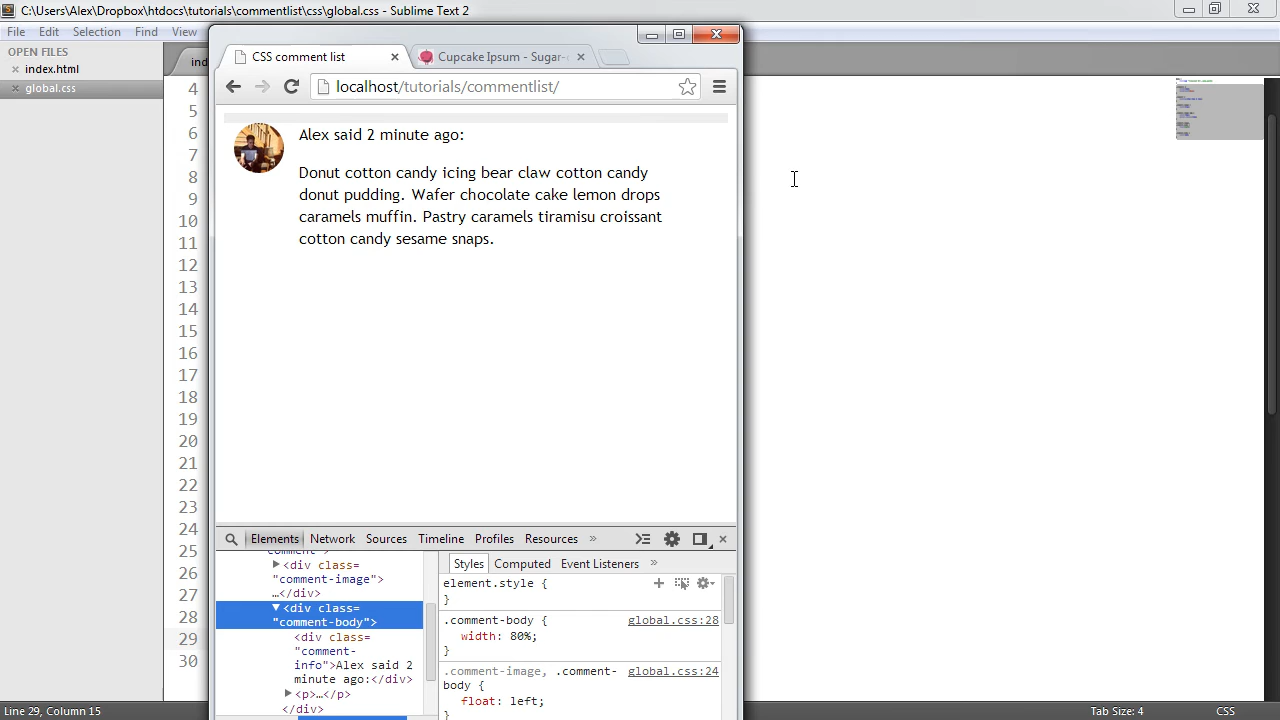 C:\Users\Alex\Dropbox\htdocs\tutorials\commentlist\css\global.css - Sublime Text 2
File Edit Selection Find View
OPEN FILES
index.html
global.css
ind
CSS comment list
Cupcake Ipsum - Sugar-
localhost/tutorials/commentlist/
4
5
6
7
8
9
10
11
12
13
14
15
16
17
18
19
20
21
22
23
24
25
26
27
28
29
30
Alex said 2 minute ago:
Donut cotton candy icing bear claw cotton candy
donut pudding. Wafer chocolate cake lemon drops
caramels muffin. Pastry caramels tiramisu croissant
cotton candy sesame snaps.
Elements Network Sources Timeline Profiles Resources »
comment">
<div class=
"comment-image">
…</div>
<div class=
"comment-body">
<div class=
"comment-
info">Alex said 2
minute ago:</div>
<p>…</p>
</div>
Styles Computed Event Listeners »
element.style {
}
.comment-body { global.css:28
width: 80%;
}
.comment-image, .comment- global.css:24
body {
float: left;
}
Line 29, Column 15
Tab Size: 4
CSS